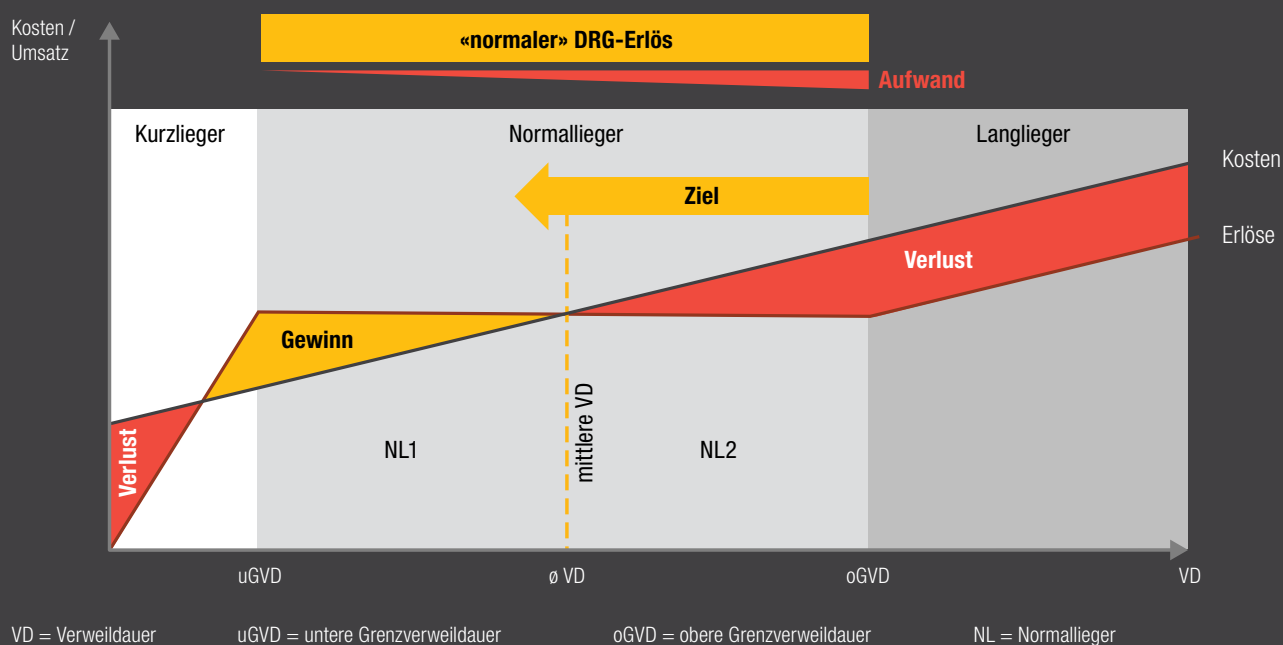 Kosten /
Umsatz
«normaler» DRG-Erlös
Aufwand
Kurzlieger
Normallieger
Langlieger
Kosten
Ziel
Erlöse
Verlust
Gewinn
mittlere VD
Verlust
NL1
NL2
uGVD
ø VD
oGVD
VD
VD = Verweildauer
uGVD = untere Grenzverweildauer
oGVD = obere Grenzverweildauer
NL = Normallieger